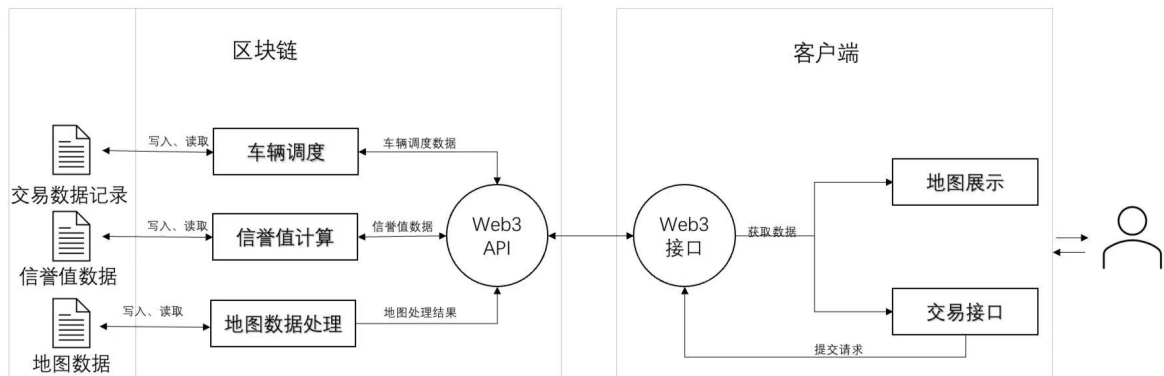 区块链
客户端
写入、读取
车辆调度
车辆调度数据
交易数据记录
地图展示
写入、读取
信誉值计算
信誉值数据
Web3
API
Web3
接口
获取数据
信誉值数据
写入、读取
地图数据处理
地图处理结果
交易接口
地图数据
提交请求